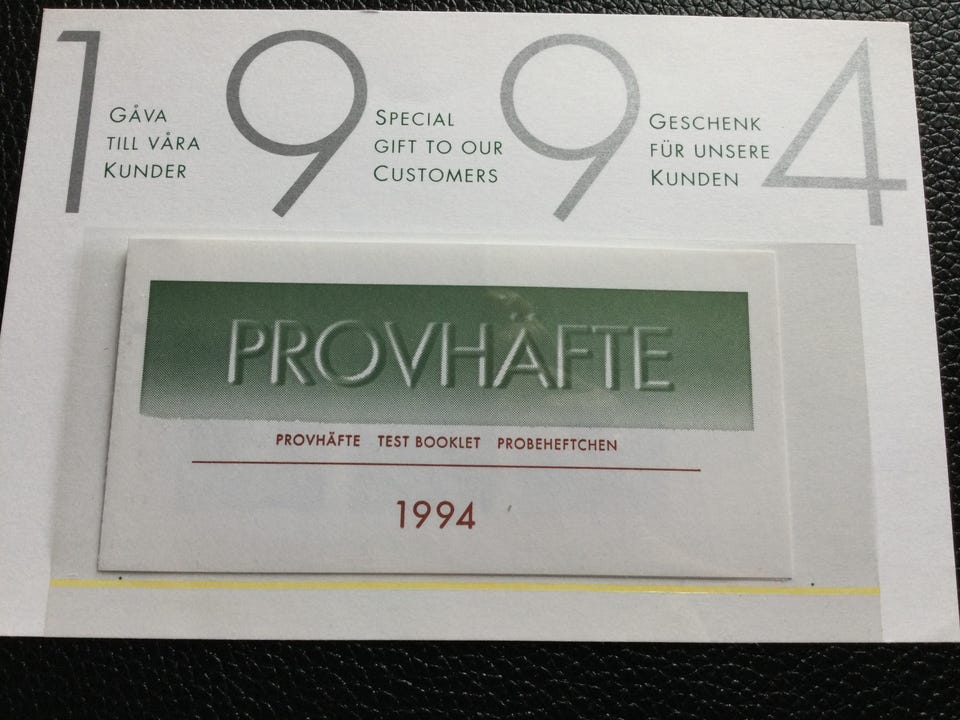 1994
GÅVA
TILL VÅRA
KUNDER
SPECIAL
GIFT TO OUR
CUSTOMERS
GESCHENK
FÜR UNSERE
KUNDEN
PROVHÄFTE
PROVHÄFTE TEST BOOKLET PROBEHEFTCHEN
1994